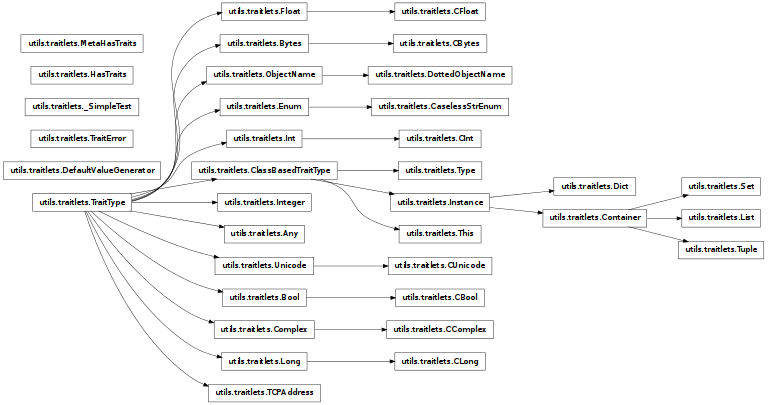 utils.traitlets.Float
utils.traitlets.CFloat
utils.traitlets.MetaHasTraits
utils.traitlets.Bytes
utils.traitlets.CBytes
utils.traitlets.HasTraits
utils.traitlets.ObjectName
utils.traitlets.DottedObjectName
utils.traitlets._SimpleTest
utils.traitlets.Enum
utils.traitlets.CaselessStrEnum
utils.traitlets.TraitError
utils.traitlets.Int
utils.traitlets.CInt
utils.traitlets.DefaultValueGenerator
utils.traitlets.ClassBasedTraitType
utils.traitlets.Type
utils.traitlets.Dict
utils.traitlets.Set
utils.traitlets.TraitType
utils.traitlets.Integer
utils.traitlets.Instance
utils.traitlets.Container
utils.traitlets.List
utils.traitlets.Any
utils.traitlets.This
utils.traitlets.Tuple
utils.traitlets.Unicode
utils.traitlets.CUnicode
utils.traitlets.Bool
utils.traitlets.CBool
utils.traitlets.Complex
utils.traitlets.CComplex
utils.traitlets.Long
utils.traitlets.CLong
utils.traitlets.TCPAddress